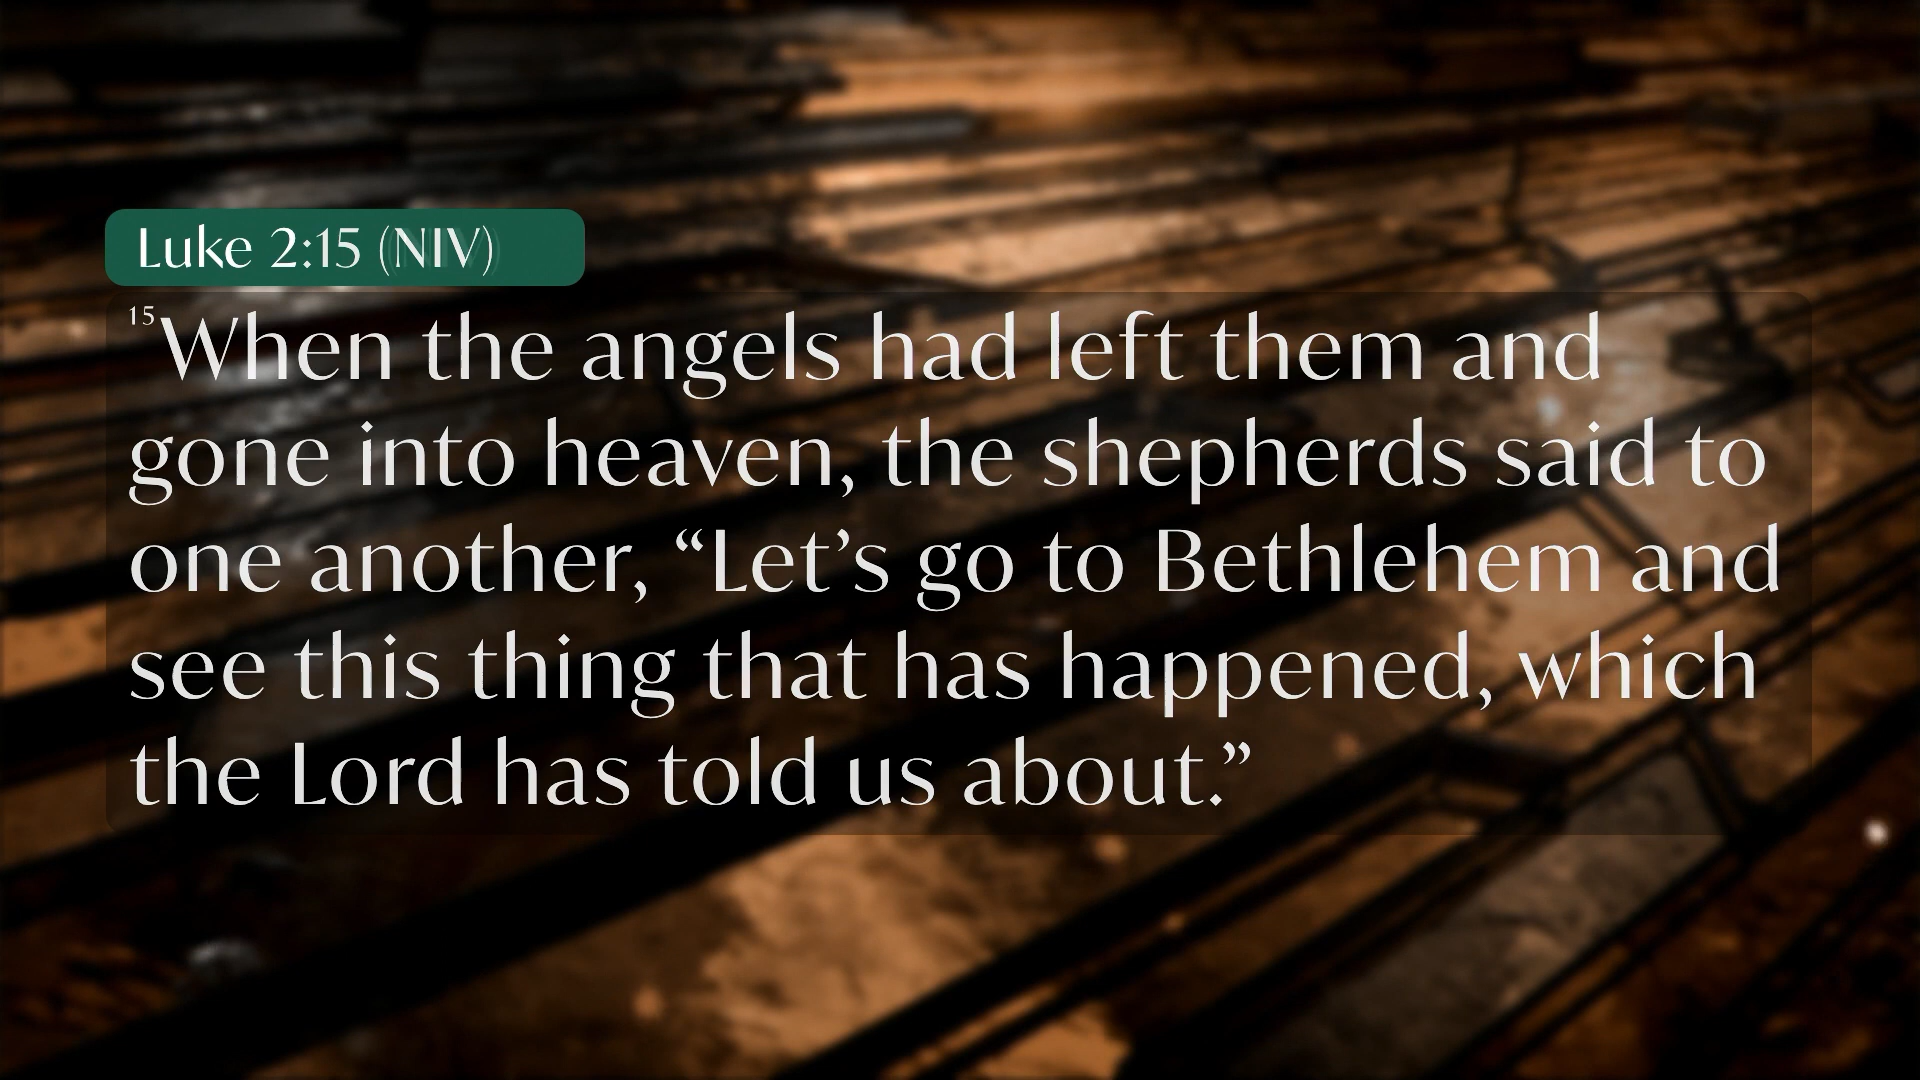 Luke 2:15 (NIV)
15 When the angels had left them and
gone into heaven, the shepherds said to
one another, “Let’s go to Bethlehem and
see this thing that has happened, which
the Lord has told us about.”